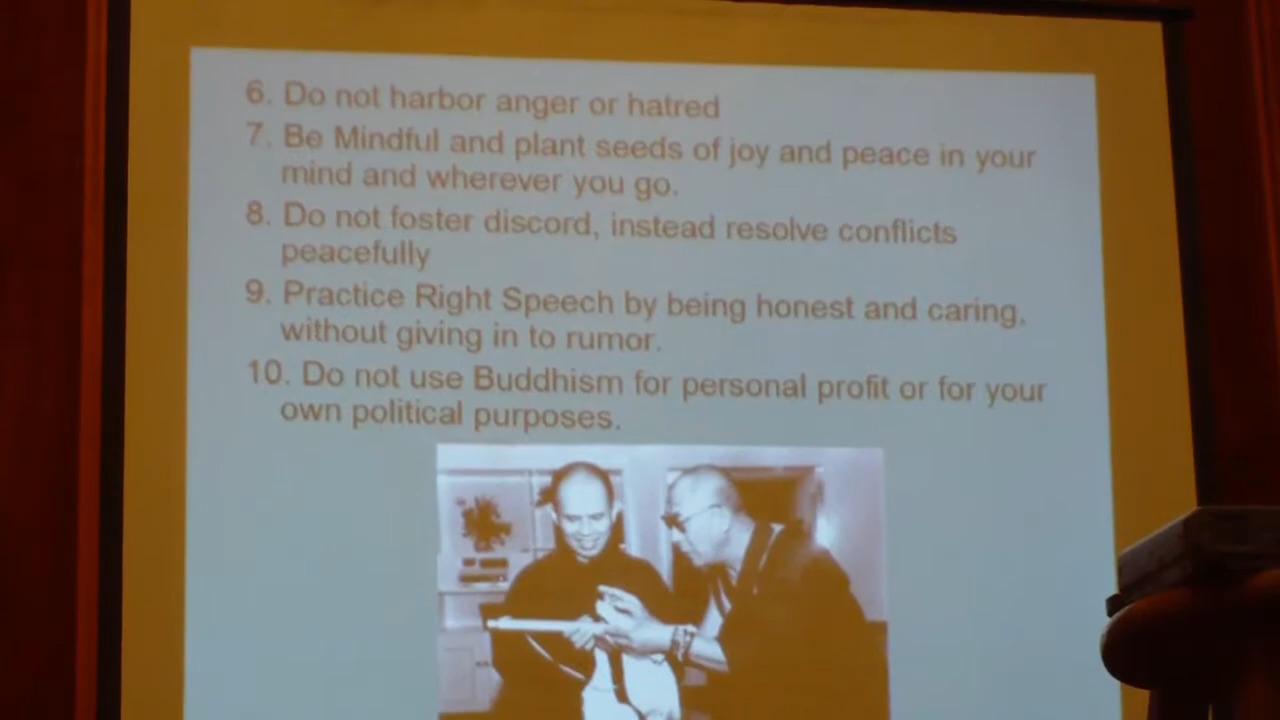 6. Do not harbor anger or hatred
7. Be Mindful and plant seeds of joy and peace in your
mind and wherever you go.
8. Do not foster discord, instead resolve conflicts
peacefully
9. Practice Right Speech by being honest and caring,
without giving in to rumor.
10. Do not use Buddhism for personal profit or for your
own political purposes.